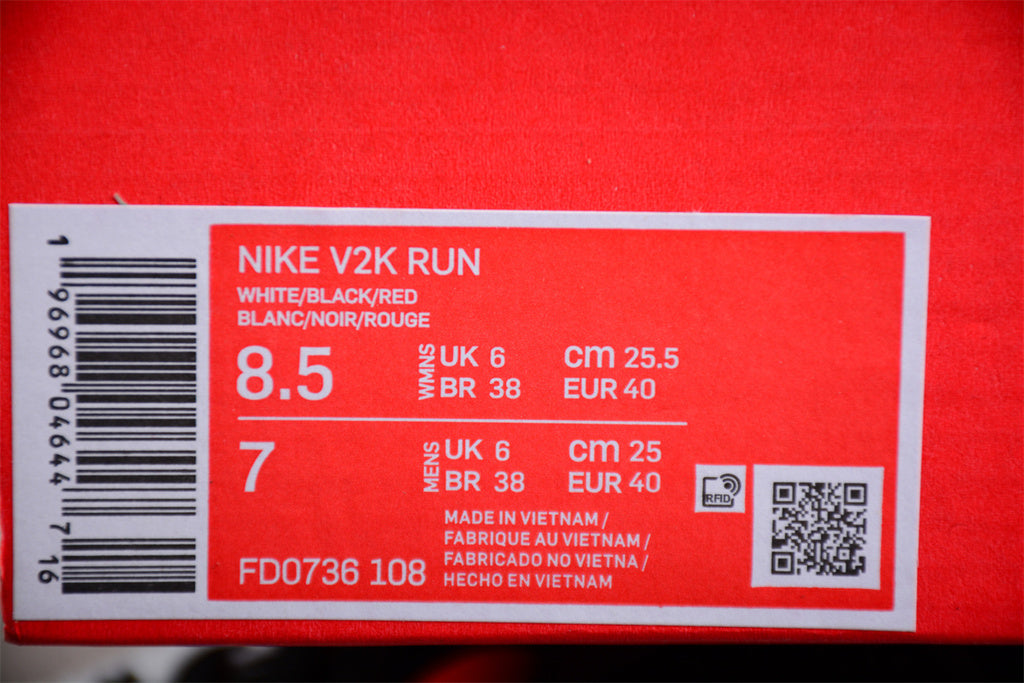 1 96968 04644 7 16
NIKE V2K RUN
WHITE/BLACK/RED
BLANC/NOIR/ROUGE
8.5 WMNS UK 6 cm 25.5
BR 38 EUR 40
7 MENS UK 6 cm 25
BR 38 EUR 40
RFID
MADE IN VIETNAM /
FABRIQUE AU VIETNAM /
FABRICADO NO VIETNA /
HECHO EN VIETNAM
FD0736 108